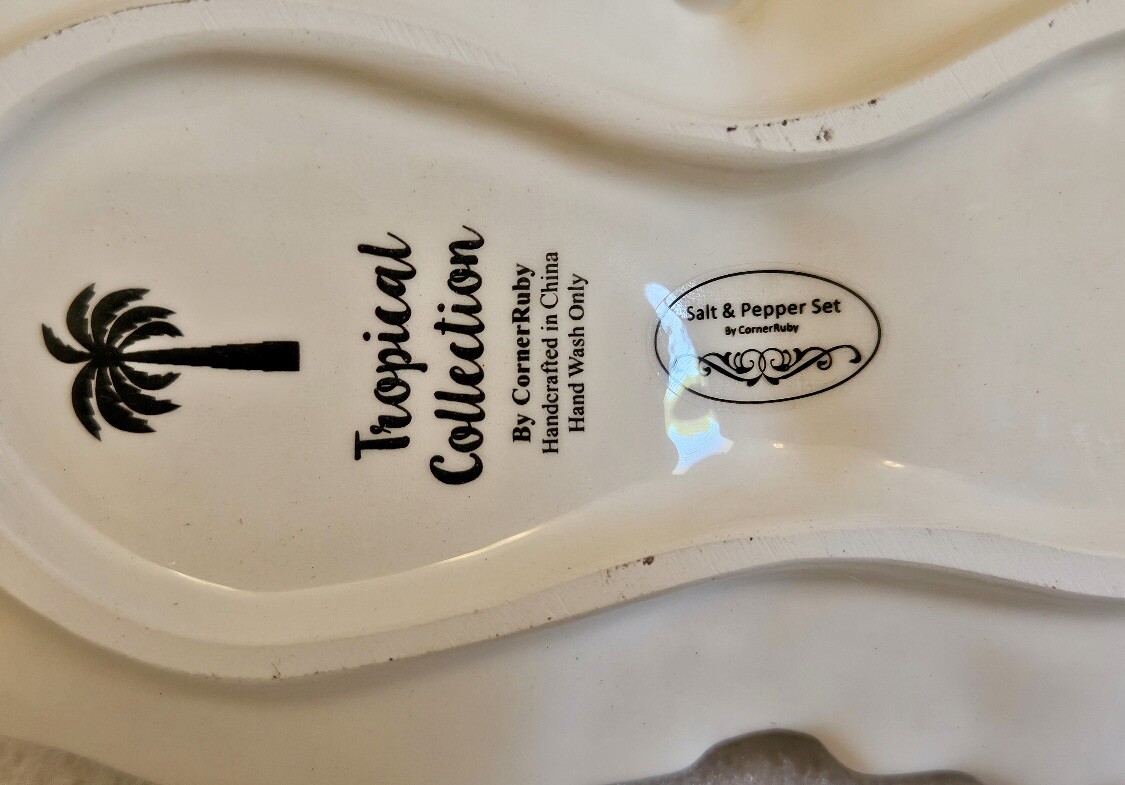 Tropical
Collection
By CornerRuby
Handcrafted in China
Hand Wash Only
Salt & Pepper Set
By CornerRuby